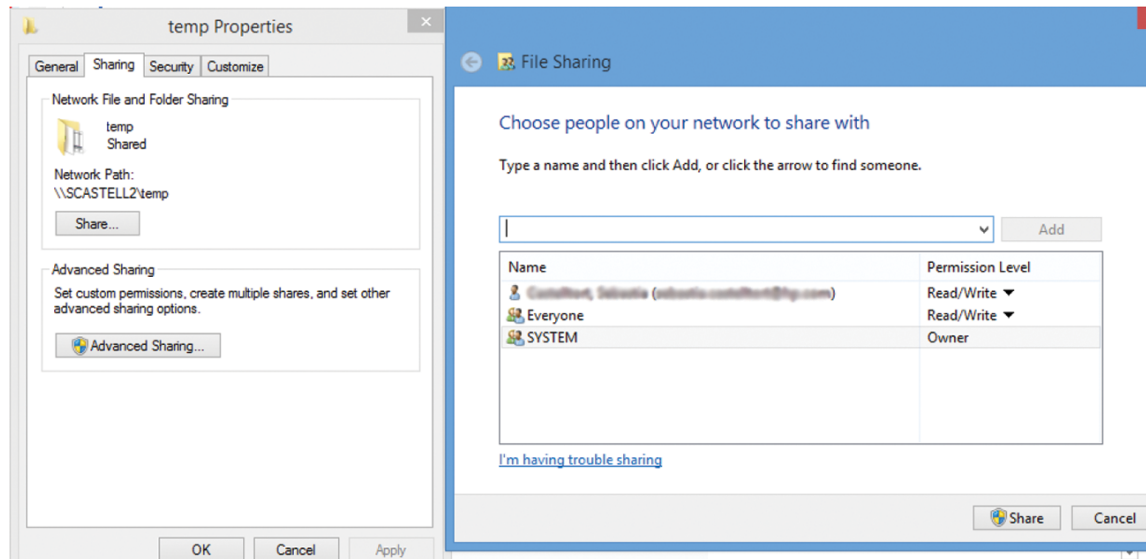 temp Properties
General Sharing Security Customize
Network File and Folder Sharing
temp
Shared
Network Path:
\\SCASTELL2\temp
Share...
Advanced Sharing
Set custom permissions, create multiple shares, and set other
advanced sharing options.
Advanced Sharing...
OK Cancel Apply
File Sharing
Choose people on your network to share with
Type a name and then click Add, or click the arrow to find someone.
Add
Name Permission Level
Read/Write
Everyone Read/Write
SYSTEM Owner
I'm having trouble sharing
Share Cancel